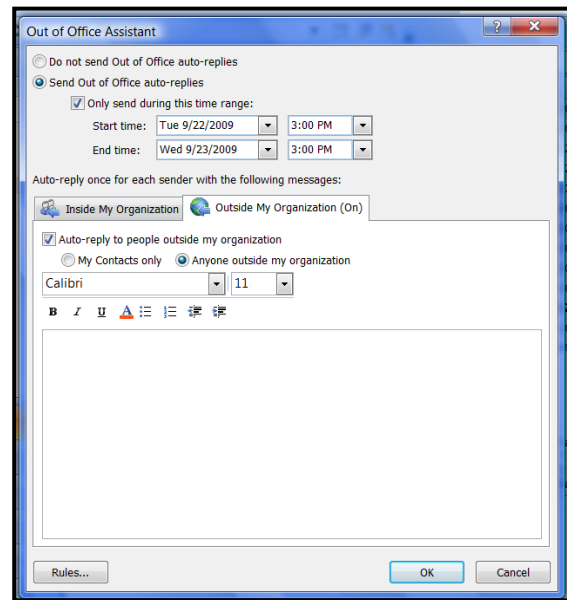 Out of Office Assistant ? X
Do not send Out of Office auto-replies
Send Out of Office auto-replies
Only send during this time range:
Start time: Tue 9/22/2009 3:00 PM
End time: Wed 9/23/2009 3:00 PM
Auto-reply once for each sender with the following messages:
Inside My Organization Outside My Organization (On)
Auto-reply to people outside my organization
My Contacts only Anyone outside my organization
Calibri 11
B I U A
Rules... OK Cancel